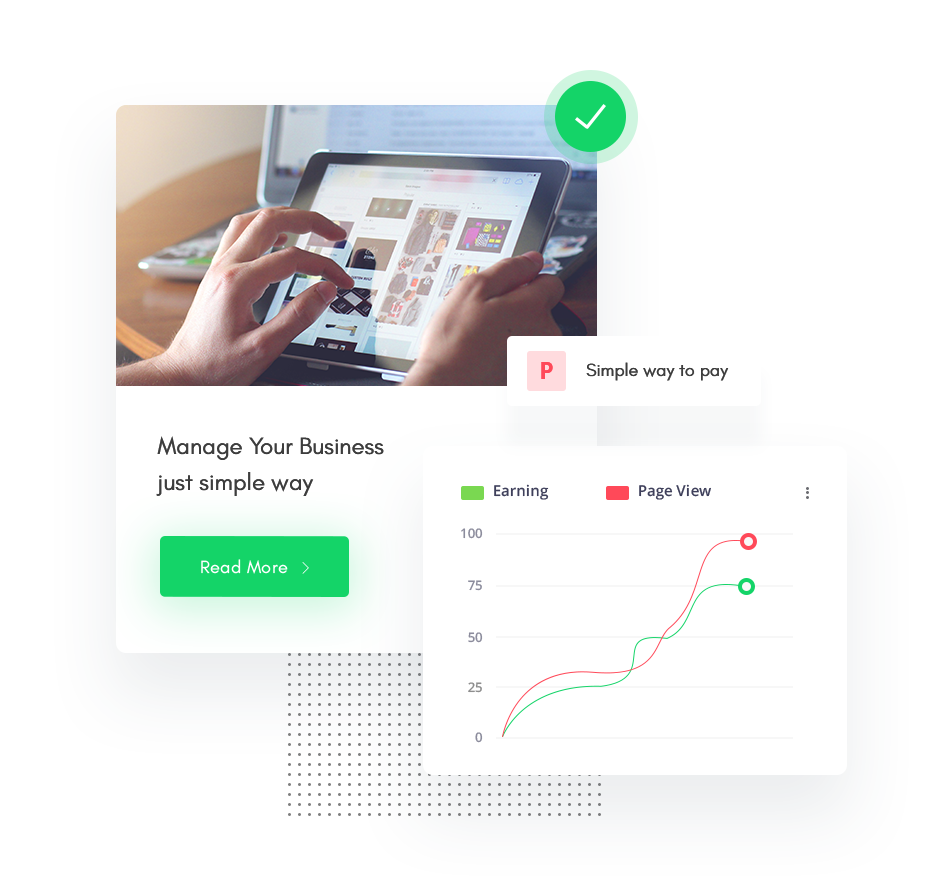 P
Simple way to pay
Manage Your Business
just simple way
Read More
Earning
Page View
100
75
50
25
0